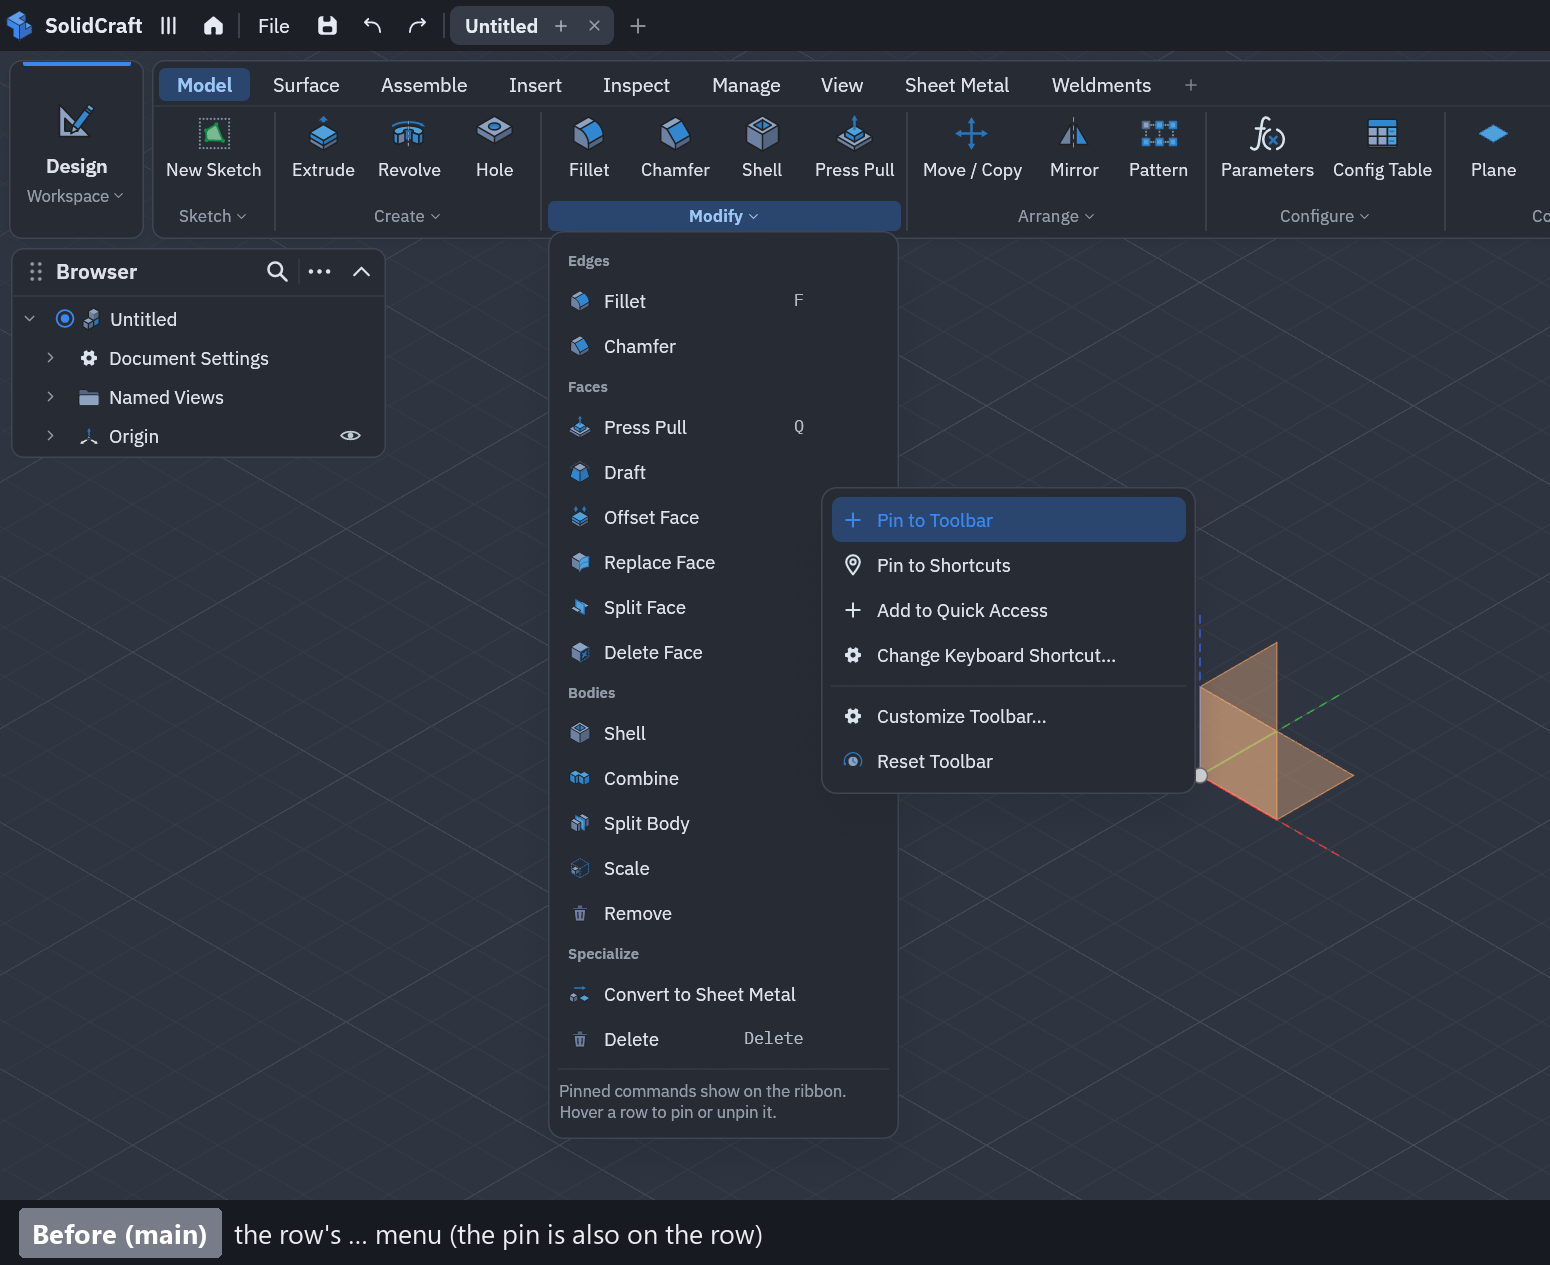 SolidCraft File Untitled
Model Surface Assemble Insert Inspect Manage View Sheet Metal Weldments
Design
Workspace
New Sketch Extrude Revolve Hole Fillet Chamfer Shell Press Pull Move / Copy Mirror Pattern Parameters Config Table Plane
Sketch Create Modify Arrange Configure Co
Browser
Untitled
Document Settings
Named Views
Origin
Edges
Fillet F
Chamfer
Faces
Press Pull Q
Draft
Offset Face
Replace Face
Split Face
Delete Face
Bodies
Shell
Combine
Split Body
Scale
Remove
Specialize
Convert to Sheet Metal
Delete Delete
Pinned commands show on the ribbon.
Hover a row to pin or unpin it.
Pin to Toolbar
Pin to Shortcuts
Add to Quick Access
Change Keyboard Shortcut...
Customize Toolbar...
Reset Toolbar
Before (main) the row's ... menu (the pin is also on the row)